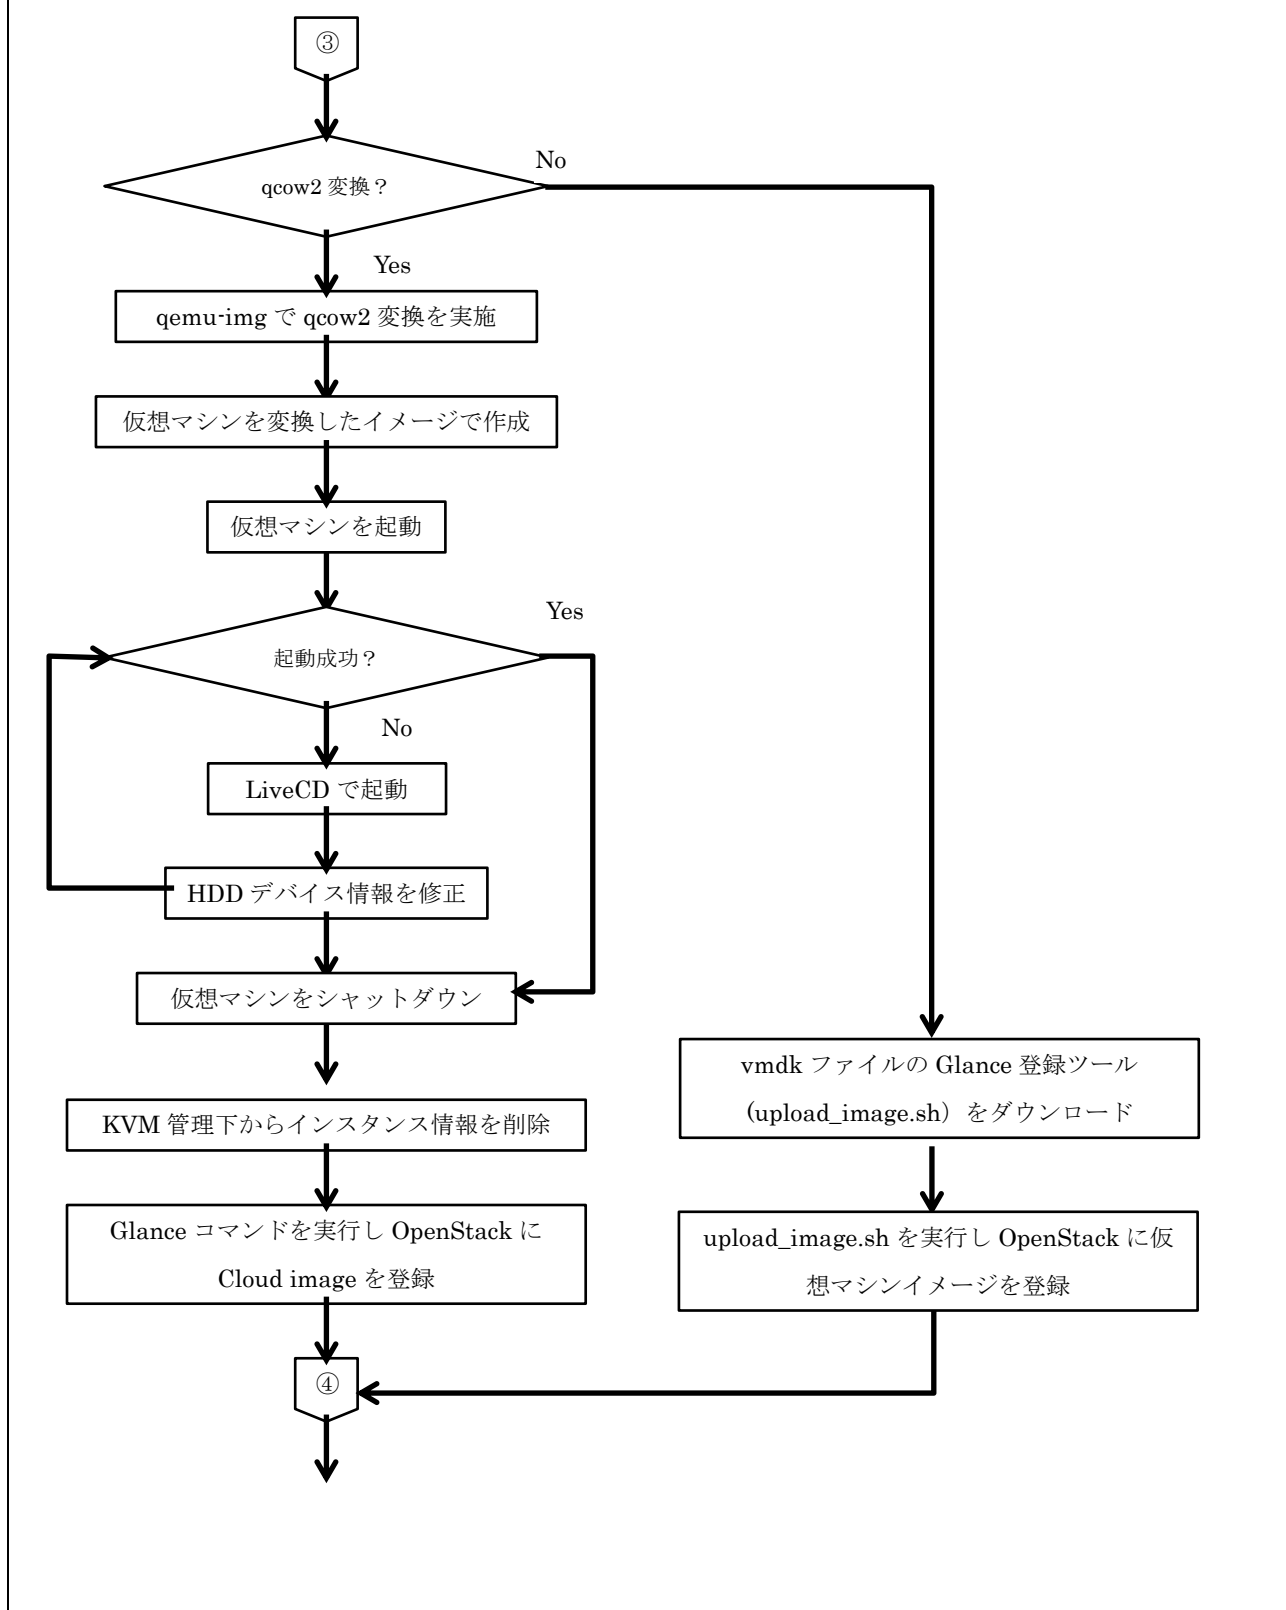 ③
No
qcow2 変換？
Yes
qemu-img で qcow2 変換を実施
仮想マシンを変換したイメージで作成
仮想マシンを起動
Yes
起動成功？
No
LiveCD で起動
HDD デバイス情報を修正
仮想マシンをシャットダウン
KVM 管理下からインスタンス情報を削除
Glance コマンドを実行し OpenStack に
Cloud image を登録
vmdk ファイルの Glance 登録ツール
(upload_image.sh）をダウンロード
upload_image.sh を実行し OpenStack に仮
想マシンイメージを登録
④